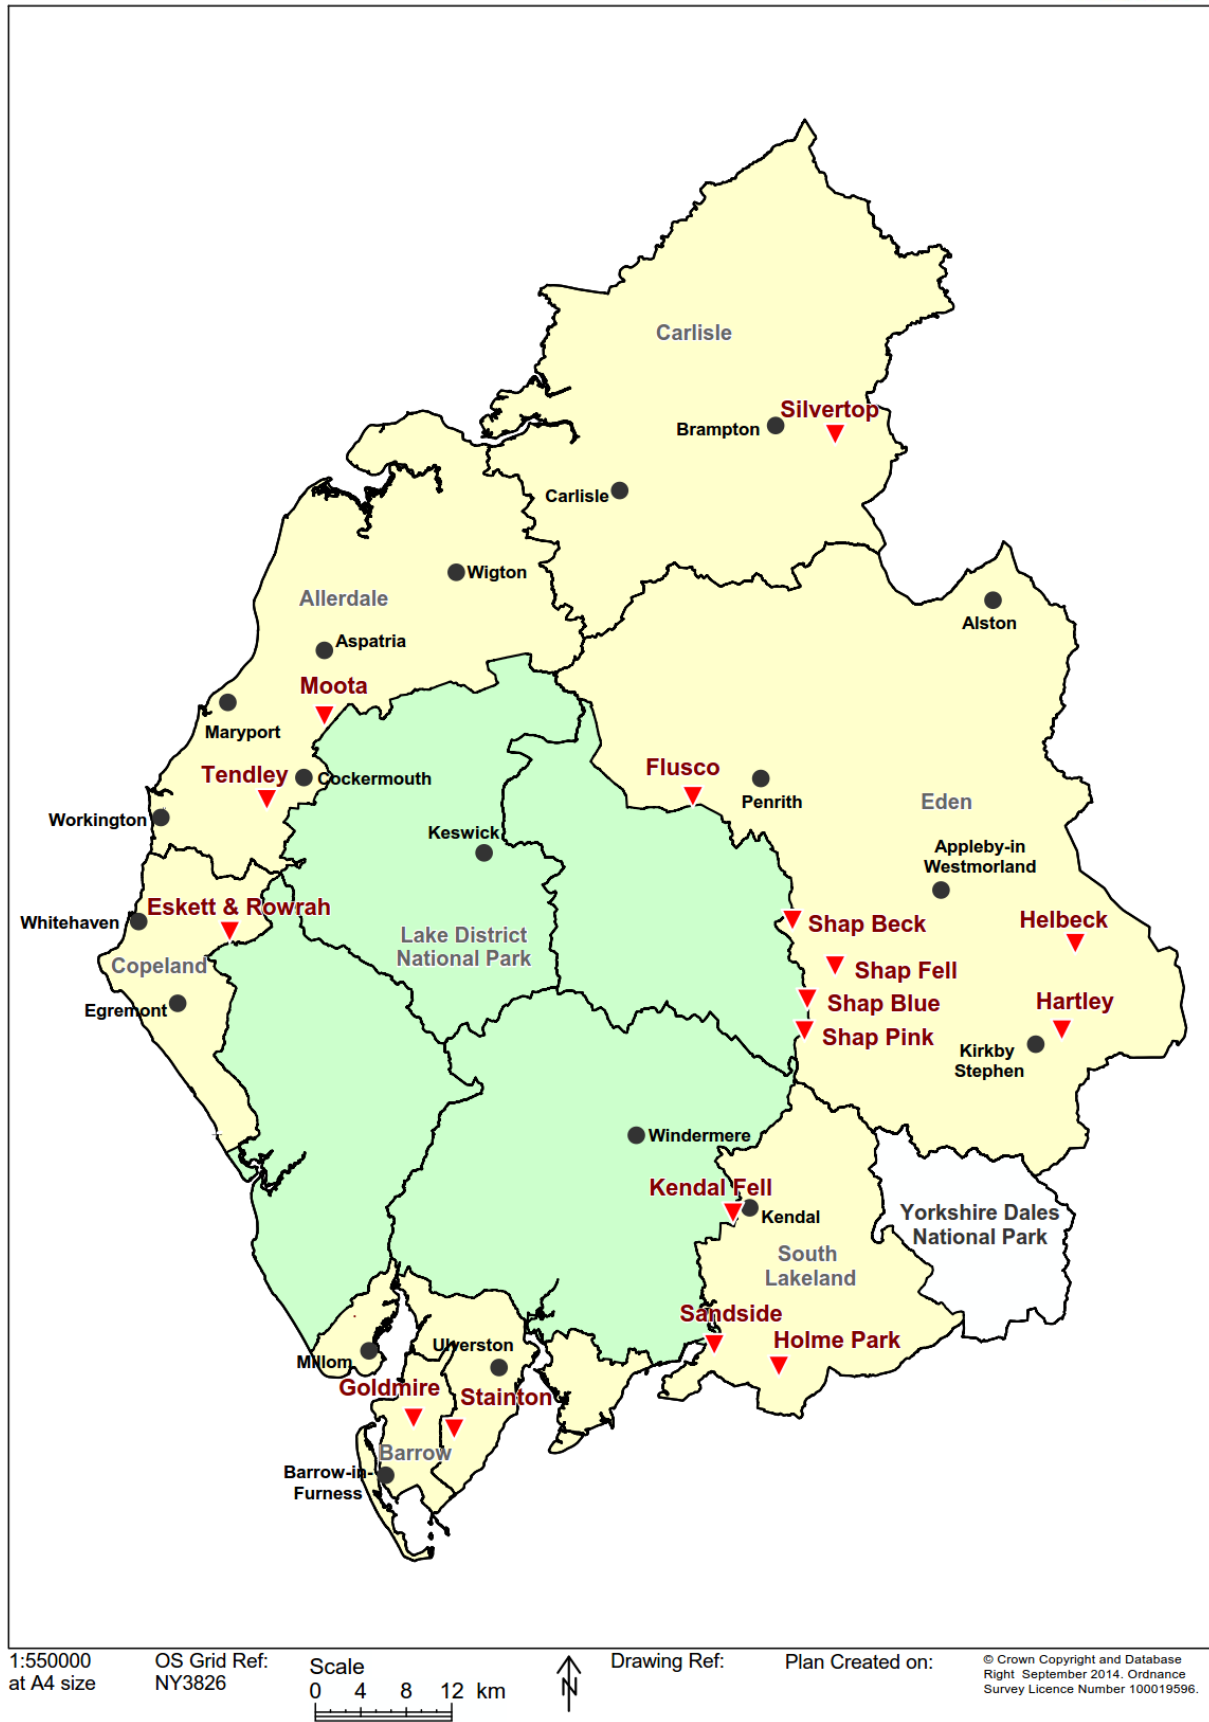 Carlisle
Silvertop
Brampton
Carlisle
Wigton
Allerdale
Alston
Aspatria
Moota
Maryport
Flusco
Tendley
Cockermouth
Penrith
Eden
Workington
Keswick
Appleby-in
Westmorland
Eskett & Rowrah
Whitehaven
Shap Beck
Helbeck
Lake District
National Park
Copeland
Shap Fell
Egremont
Shap Blue
Hartley
Shap Pink
Kirkby
Stephen
Windermere
Kendal Fell
Kendal
Yorkshire Dales
National Park
South
Lakeland
Sandside
Holme Park
Ulverston
Millom
Goldmire
Stainton
Barrow
Barrow-in-
Furness
1:550000
at A4 size
OS Grid Ref:
NY3826
Scale
0 4 8 12 km
N
Drawing Ref:
Plan Created on:
© Crown Copyright and Database
Right September 2014. Ordnance
Survey Licence Number 100019596.